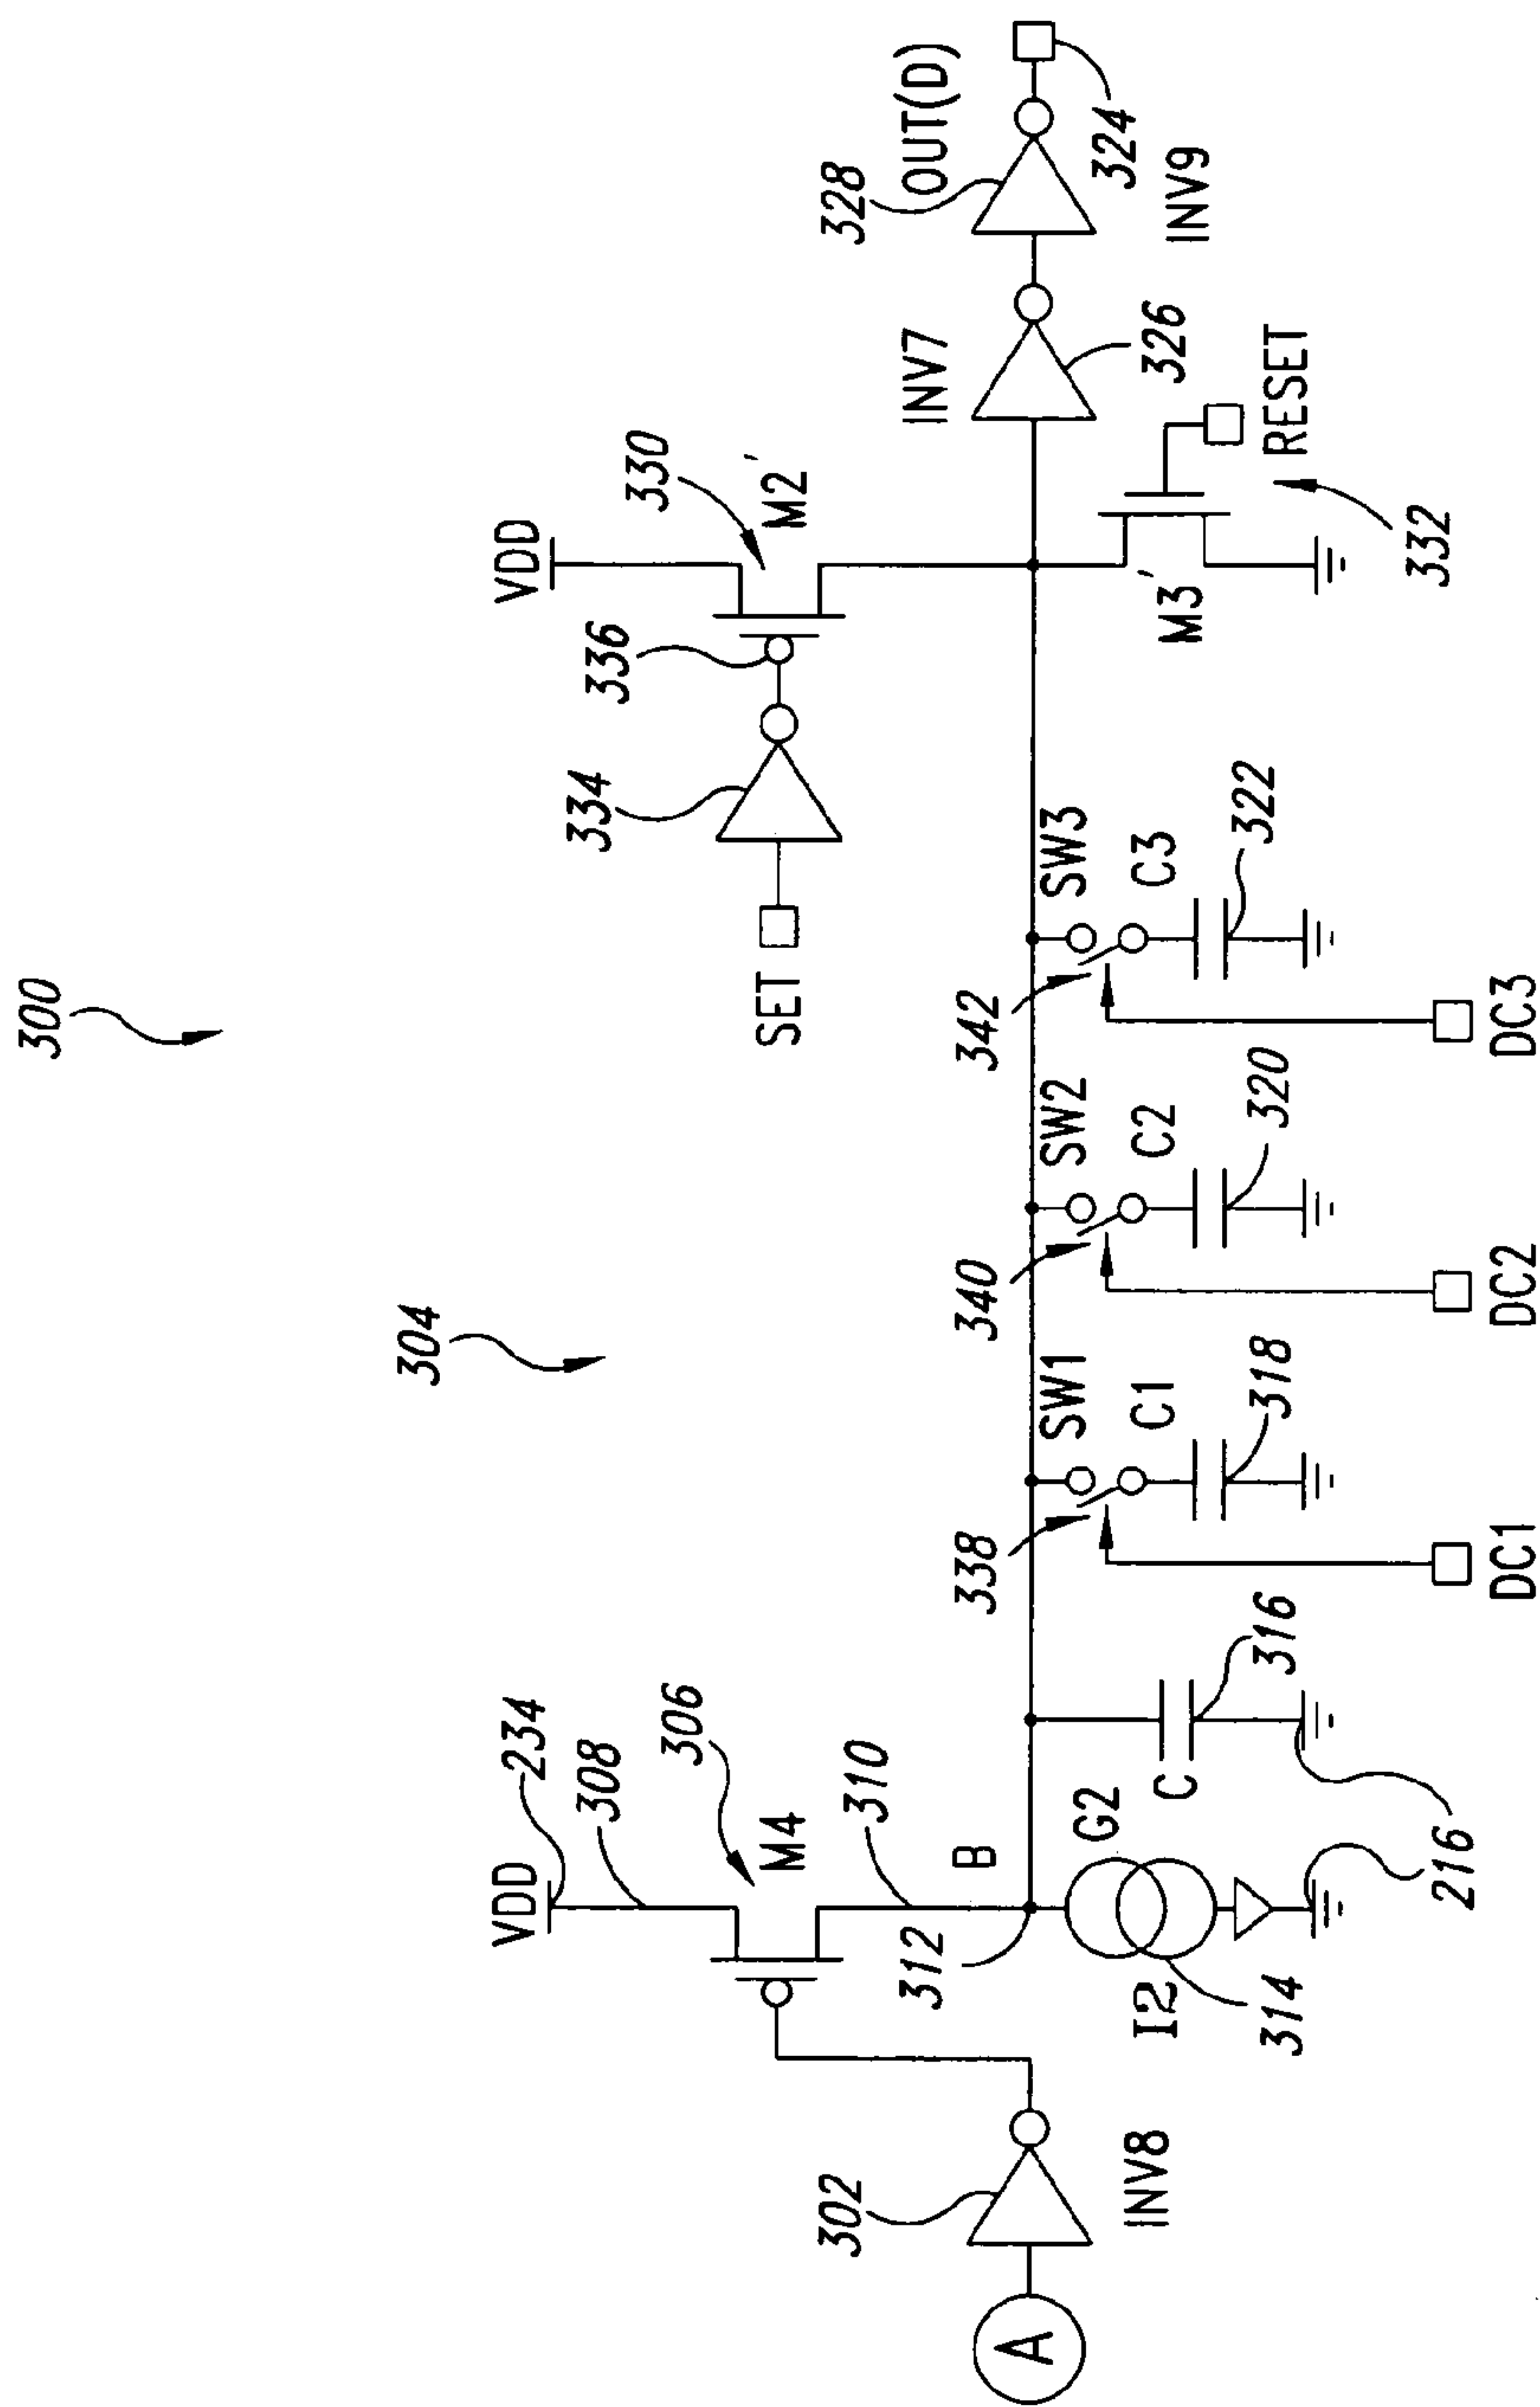 300
304
VDD
234
308
306
M4
310
B
312
G2
I2
314
216
C
316
302
INV8
A
338
SW1
C1
318
DC1
340
SW2
C2
320
DC2
342
SW3
C3
322
DC3
SET
334
336
VDD
330
M2'
M3'
332
RESET
INV7
326
328
OUT(D)
324
INV9